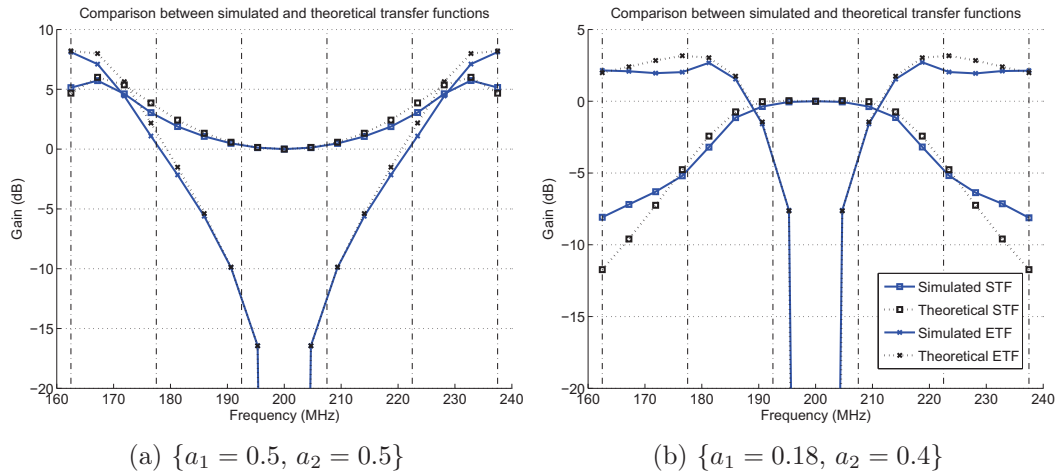 Comparison between simulated and theoretical transfer functions
10
5
0
−5
−10
−15
−20
Gain (dB)
160 170 180 190 200 210 220 230 240
Frequency (MHz)
(a) {a₁ = 0.5, a₂ = 0.5}
Comparison between simulated and theoretical transfer functions
5
0
−5
−10
−15
−20
Gain (dB)
160 170 180 190 200 210 220 230 240
Frequency (MHz)
Simulated STF
Theoretical STF
Simulated ETF
Theoretical ETF
(b) {a₁ = 0.18, a₂ = 0.4}